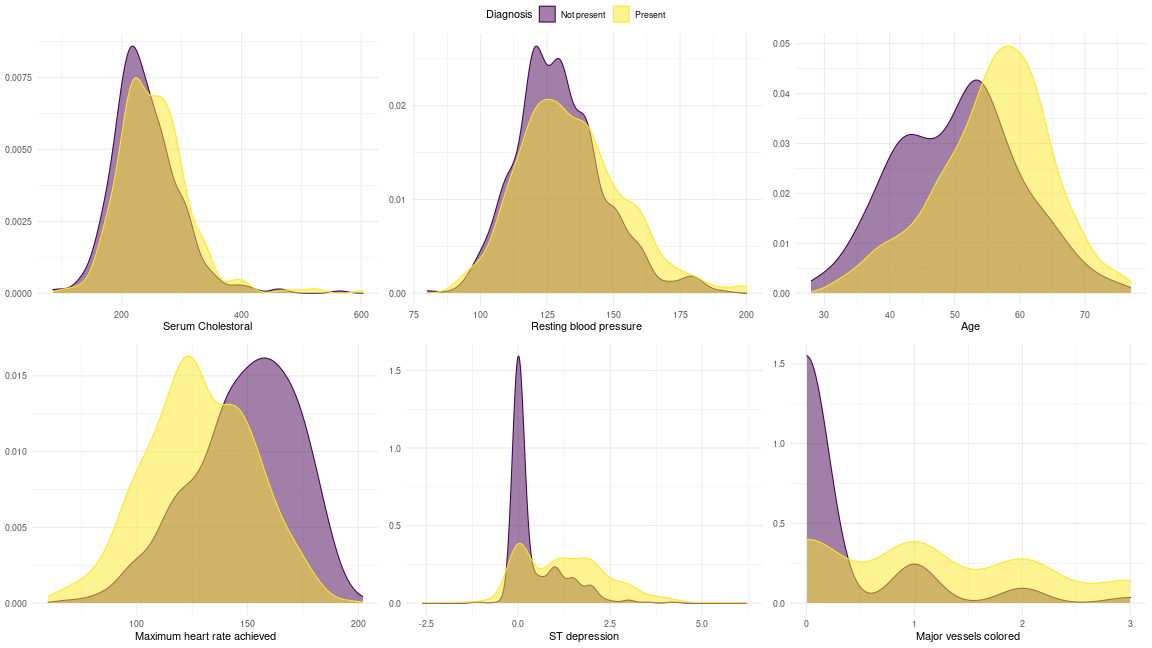 Diagnosis Not present Present
0.0075
0.0050
0.0025
0.0000
200 400 600
Serum Cholestoral
0.02
0.01
0.00
75 100 125 150 175 200
Resting blood pressure
0.05
0.04
0.03
0.02
0.01
0.00
30 40 50 60 70
Age
0.015
0.010
0.005
0.000
100 150 200
Maximum heart rate achieved
1.5
1.0
0.5
0.0
-2.5 0.0 2.5 5.0
ST depression
1.5
1.0
0.5
0.0
0 1 2 3
Major vessels colored